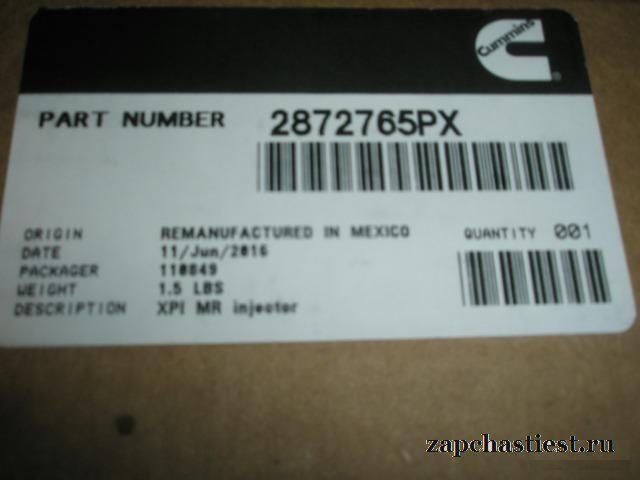 Cummins
PART NUMBER 2872765PX
ORIGIN REMANUFACTURED IN MEXICO
QUANTITY 001
DATE 11/Jun/2016
PACKAGER 110849
WEIGHT 1.5 LBS
DESCRIPTION XPI MR injector
zapchastiest.ru